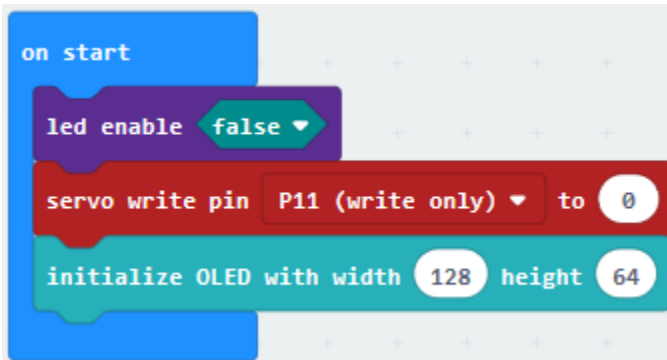 on start
led enable false
servo write pin P11 (write only) to 0
initialize OLED with width 128 height 64